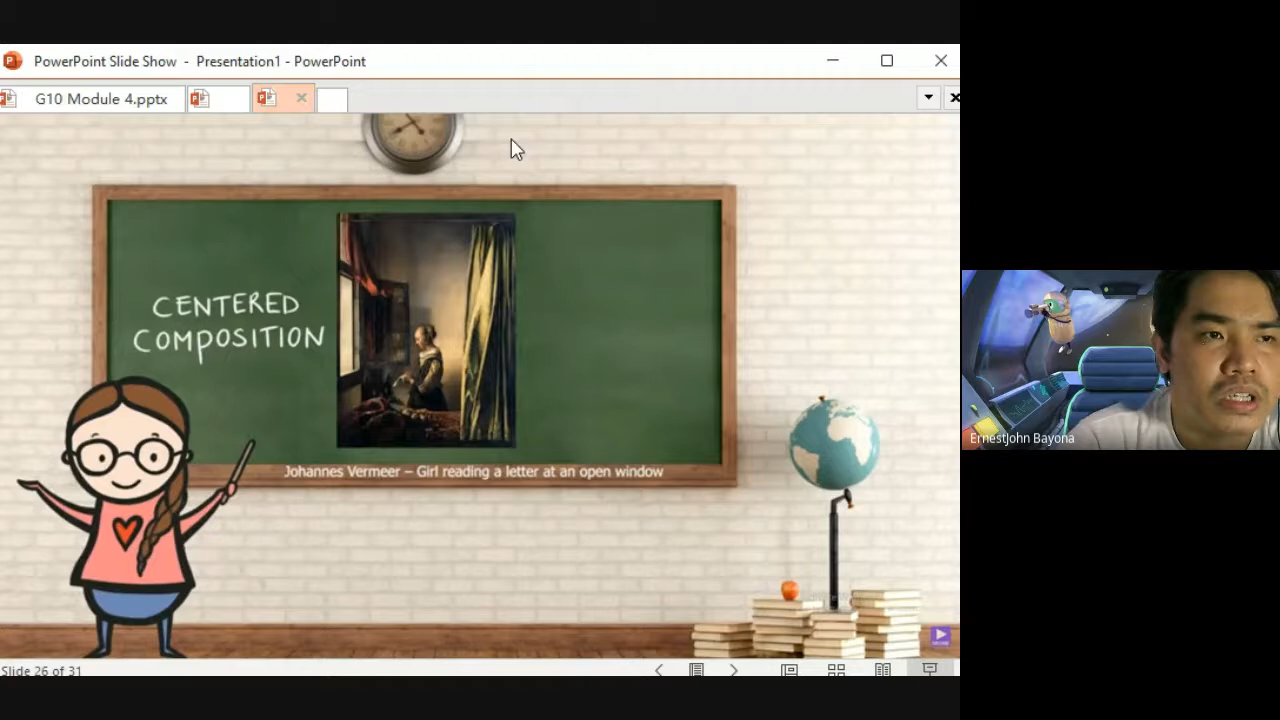 PowerPoint Slide Show - Presentation1 - PowerPoint
G10 Module 4.pptx
CENTERED
COMPOSITION
Johannes Vermeer – Girl reading a letter at an open window
ErnestJohn Bayona
Slide 26 of 31